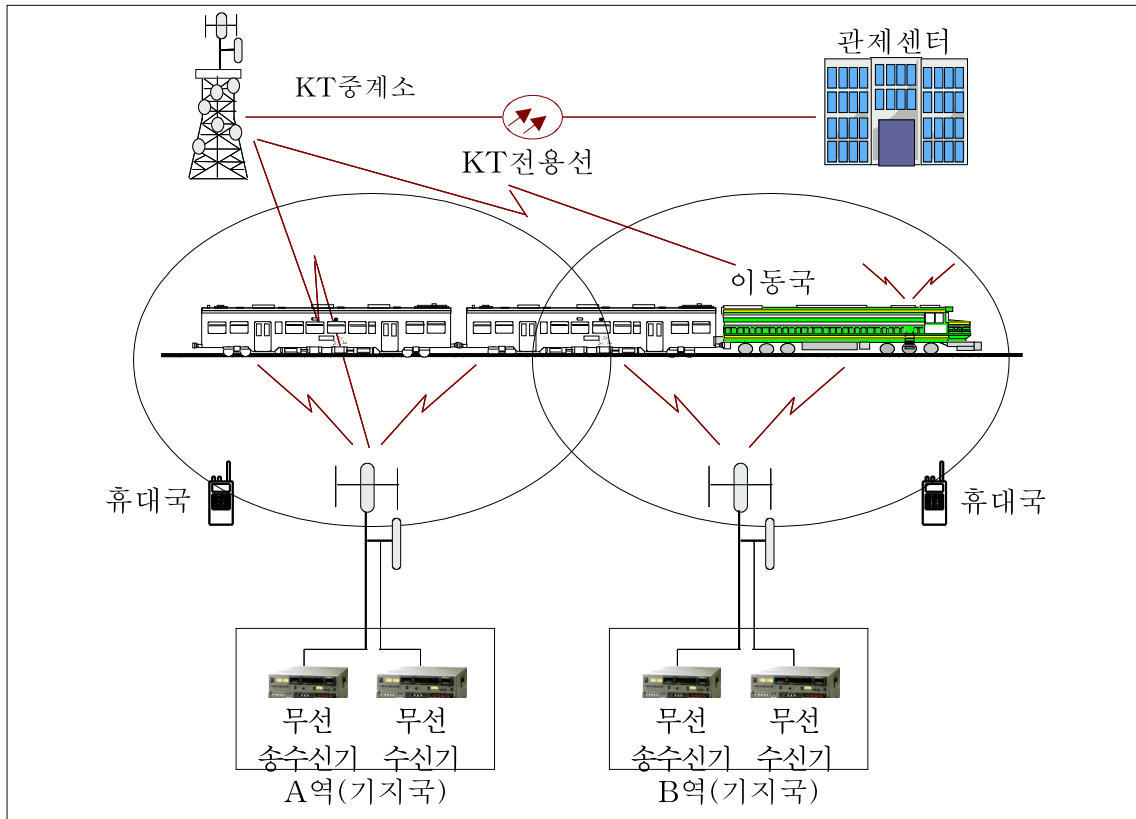 관제센터
KT중계소
KT전용선
이동국
휴대국
휴대국
무선
송수신기
무선
수신기
A역(기지국)
무선
송수신기
무선
수신기
B역(기지국)